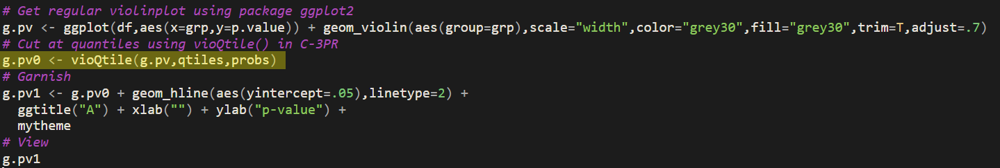 # Get regular violinplot using package ggplot2
g.pv <- ggplot(df,aes(x=grp,y=p.value)) + geom_violin(aes(group=grp),scale="width",color="grey30",fill="grey30",trim=T,adjust=.7)
# Cut at quantiles using vioQtile() in C-3PR
g.pv0 <- vioQtile(g.pv,qtiles,probs)
# Garnish
g.pv1 <- g.pv0 + geom_hline(aes(yintercept=.05),linetype=2) +
  ggtitle("A") + xlab("") + ylab("p-value") +
  mytheme
# View
g.pv1